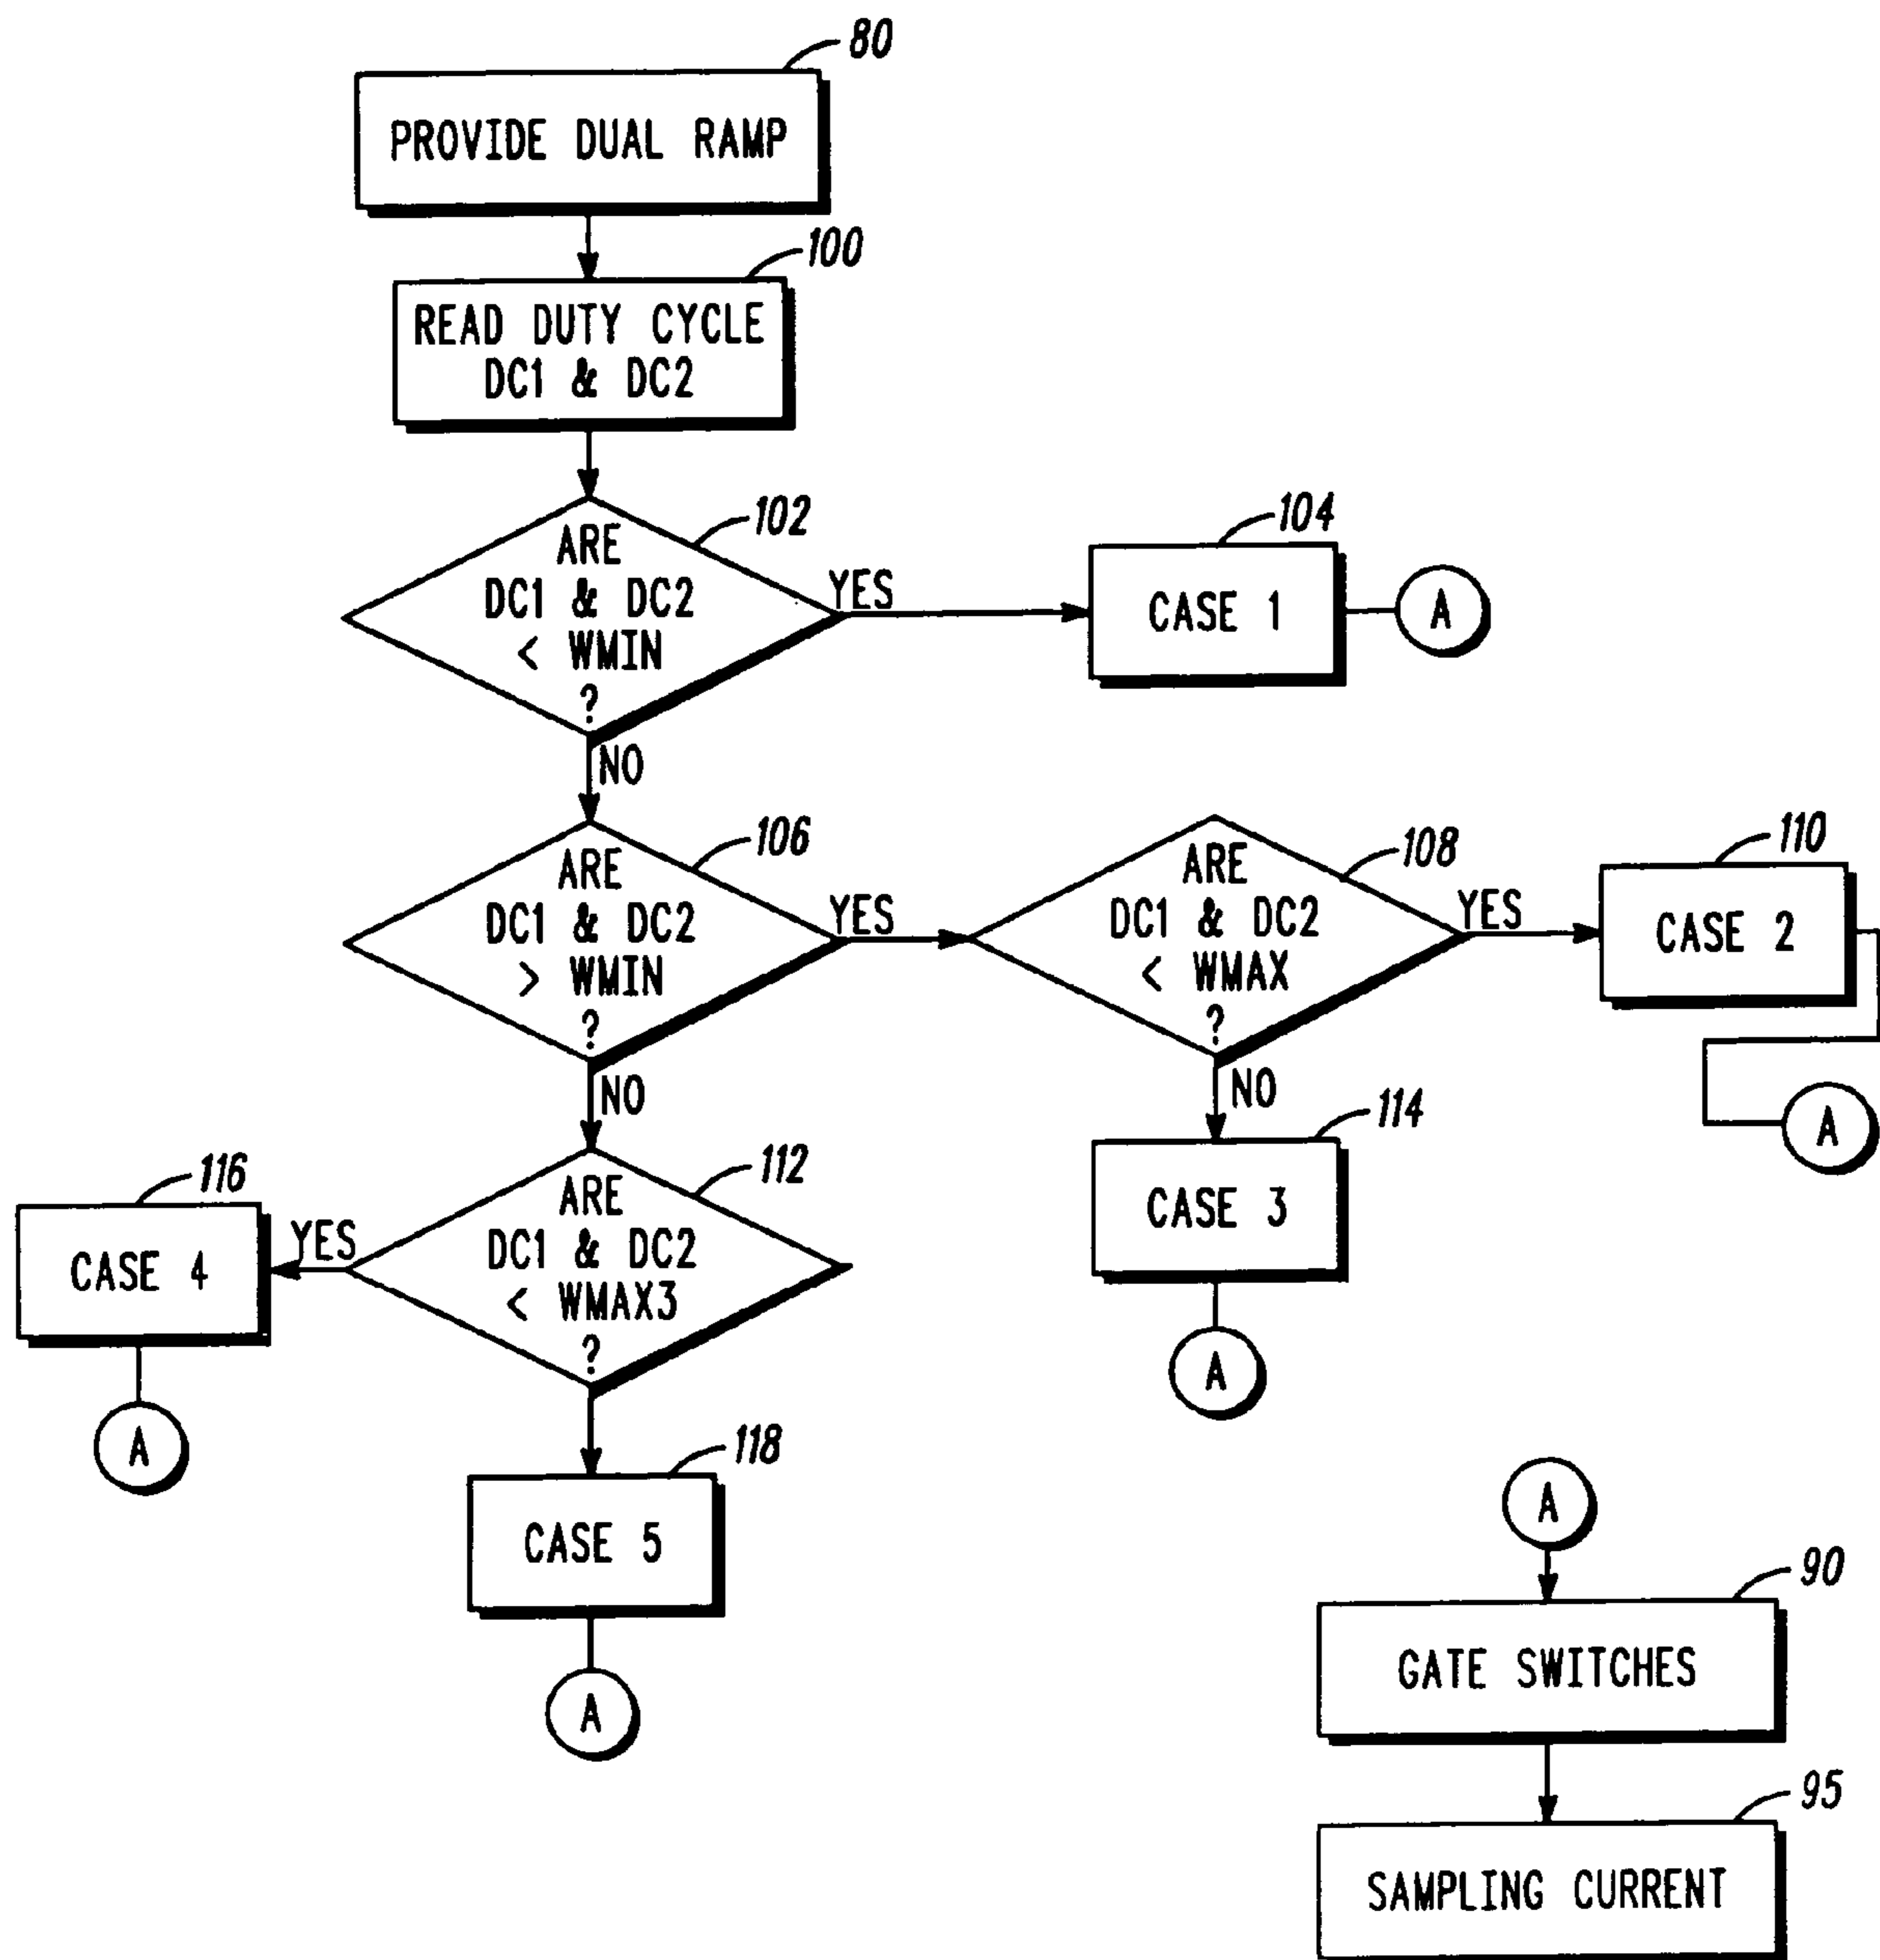 80
PROVIDE DUAL RAMP
100
READ DUTY CYCLE
DC1 & DC2
102
ARE
DC1 & DC2
< WMIN
?
YES
104
CASE 1
A
NO
106
ARE
DC1 & DC2
> WMIN
?
YES
108
ARE
DC1 & DC2
< WMAX
?
YES
110
CASE 2
A
NO
114
CASE 3
A
NO
112
ARE
DC1 & DC2
< WMAX3
?
YES
116
CASE 4
A
118
CASE 5
A
A
90
GATE SWITCHES
95
SAMPLING CURRENT